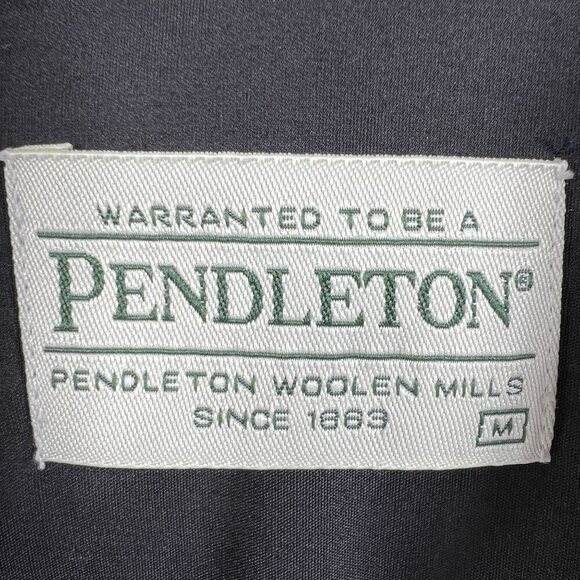 WARRANTED TO BE A
PENDLETON®
PENDLETON WOOLEN MILLS
SINCE 1863
M